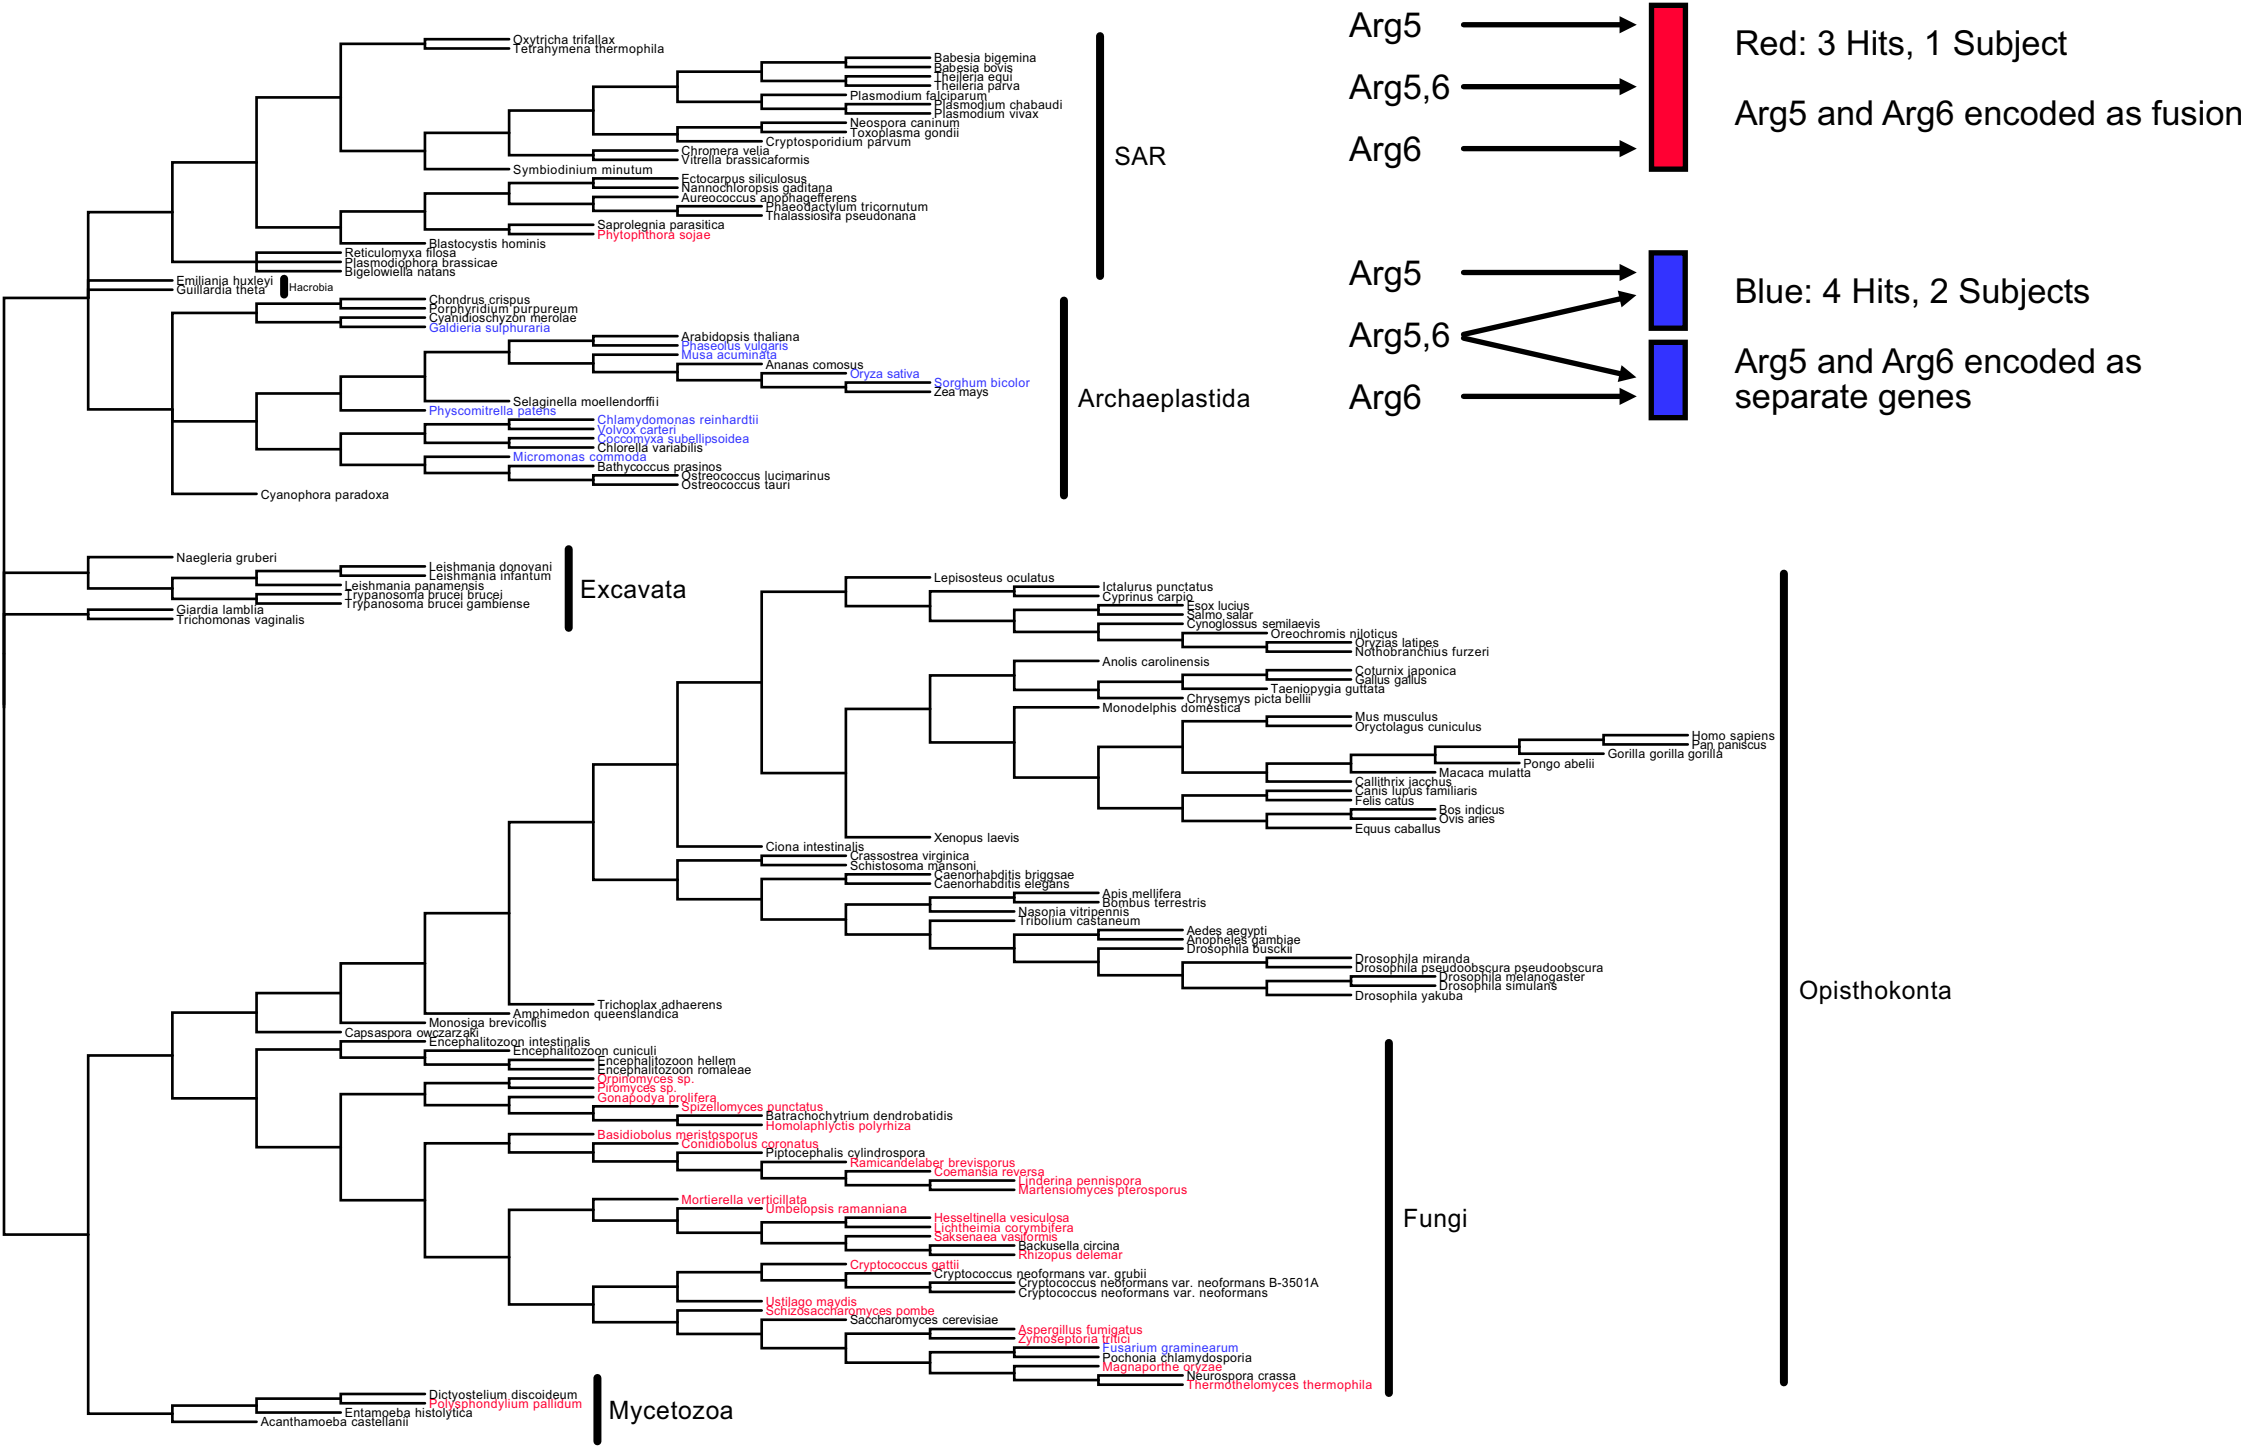 Oxytricha trifallax
Tetrahymena thermophila
Babesia bigemina
Babesia bovis
Theileria equi
Theileria parva
Plasmodium falciparum
Plasmodium chabaudi
Plasmodium vivax
Neospora caninum
Toxoplasma gondii
Cryptosporidium parvum
Chromera velia
Vitrella brassicaformis
Symbiodinium minutum
Ectocarpus siliculosus
Nannochloropsis gaditana
Aureococcus anophagefferens
Phaeodactylum tricornutum
Thalassiosira pseudonana
Saprolegnia parasitica
Phytophthora sojae
Blastocystis hominis
Reticulomyxa filosa
Plasmodiophora brassicae
Bigelowiella natans
SAR
Emiliania huxleyi
Guillardia theta
Hacrobia
Chondrus crispus
Porphyridium purpureum
Cyanidioschyzon merolae
Galdieria sulphuraria
Arabidopsis thaliana
Phaseolus vulgaris
Musa acuminata
Ananas comosus
Oryza sativa
Sorghum bicolor
Zea mays
Selaginella moellendorffii
Physcomitrella patens
Chlamydomonas reinhardtii
Volvox carteri
Coccomyxa subellipsoidea
Chlorella variabilis
Micromonas commoda
Bathycoccus prasinos
Ostreococcus lucimarinus
Ostreococcus tauri
Cyanophora paradoxa
Archaeplastida
Arg5
Arg5,6
Arg6
Red: 3 Hits, 1 Subject
Arg5 and Arg6 encoded as fusion
Arg5
Arg5,6
Arg6
Blue: 4 Hits, 2 Subjects
Arg5 and Arg6 encoded as
separate genes
Naegleria gruberi
Leishmania donovani
Leishmania infantum
Leishmania panamensis
Trypanosoma brucei brucei
Trypanosoma brucei gambiense
Giardia lamblia
Trichomonas vaginalis
Excavata
Lepisosteus oculatus
Ictalurus punctatus
Cyprinus carpio
Esox lucius
Salmo salar
Cynoglossus semilaevis
Oreochromis niloticus
Oryzias latipes
Nothobranchius furzeri
Anolis carolinensis
Coturnix japonica
Gallus gallus
Taeniopygia guttata
Chrysemys picta bellii
Monodelphis domestica
Mus musculus
Oryctolagus cuniculus
Homo sapiens
Pan paniscus
Gorilla gorilla gorilla
Pongo abelii
Macaca mulatta
Callithrix jacchus
Canis lupus familiaris
Felis catus
Bos indicus
Ovis aries
Equus caballus
Xenopus laevis
Ciona intestinalis
Crassostrea virginica
Schistosoma mansoni
Caenorhabditis briggsae
Caenorhabditis elegans
Apis mellifera
Bombus terrestris
Nasonia vitripennis
Tribolium castaneum
Aedes aegypti
Anopheles gambiae
Drosophila busckii
Drosophila miranda
Drosophila pseudoobscura pseudoobscura
Drosophila melanogaster
Drosophila simulans
Drosophila yakuba
Trichoplax adhaerens
Amphimedon queenslandica
Monosiga brevicollis
Capsaspora owczarzaki
Opisthokonta
Encephalitozoon intestinalis
Encephalitozoon cuniculi
Encephalitozoon hellem
Encephalitozoon romaleae
Orpinomyces sp.
Piromyces sp.
Gonapodya prolifera
Spizellomyces punctatus
Batrachochytrium dendrobatidis
Homolaphlyctis polyrhiza
Basidiobolus meristosporus
Conidiobolus coronatus
Piptocephalis cylindrospora
Ramicandelaber brevisporus
Coemansia reversa
Linderina pennispora
Martensiomyces pterosporus
Mortierella verticillata
Umbelopsis ramanniana
Hesseltinella vesiculosa
Lichtheimia corymbifera
Saksenaea vasiformis
Backusella circina
Rhizopus delemar
Cryptococcus gattii
Cryptococcus neoformans var. grubii
Cryptococcus neoformans var. neoformans B-3501A
Cryptococcus neoformans var. neoformans
Ustilago maydis
Schizosaccharomyces pombe
Saccharomyces cerevisiae
Aspergillus fumigatus
Zymoseptoria tritici
Fusarium graminearum
Pochonia chlamydosporia
Magnaporthe oryzae
Neurospora crassa
Thermothelomyces thermophila
Fungi
Dictyostelium discoideum
Polysphondylium pallidum
Entamoeba histolytica
Acanthamoeba castellanii
Mycetozoa